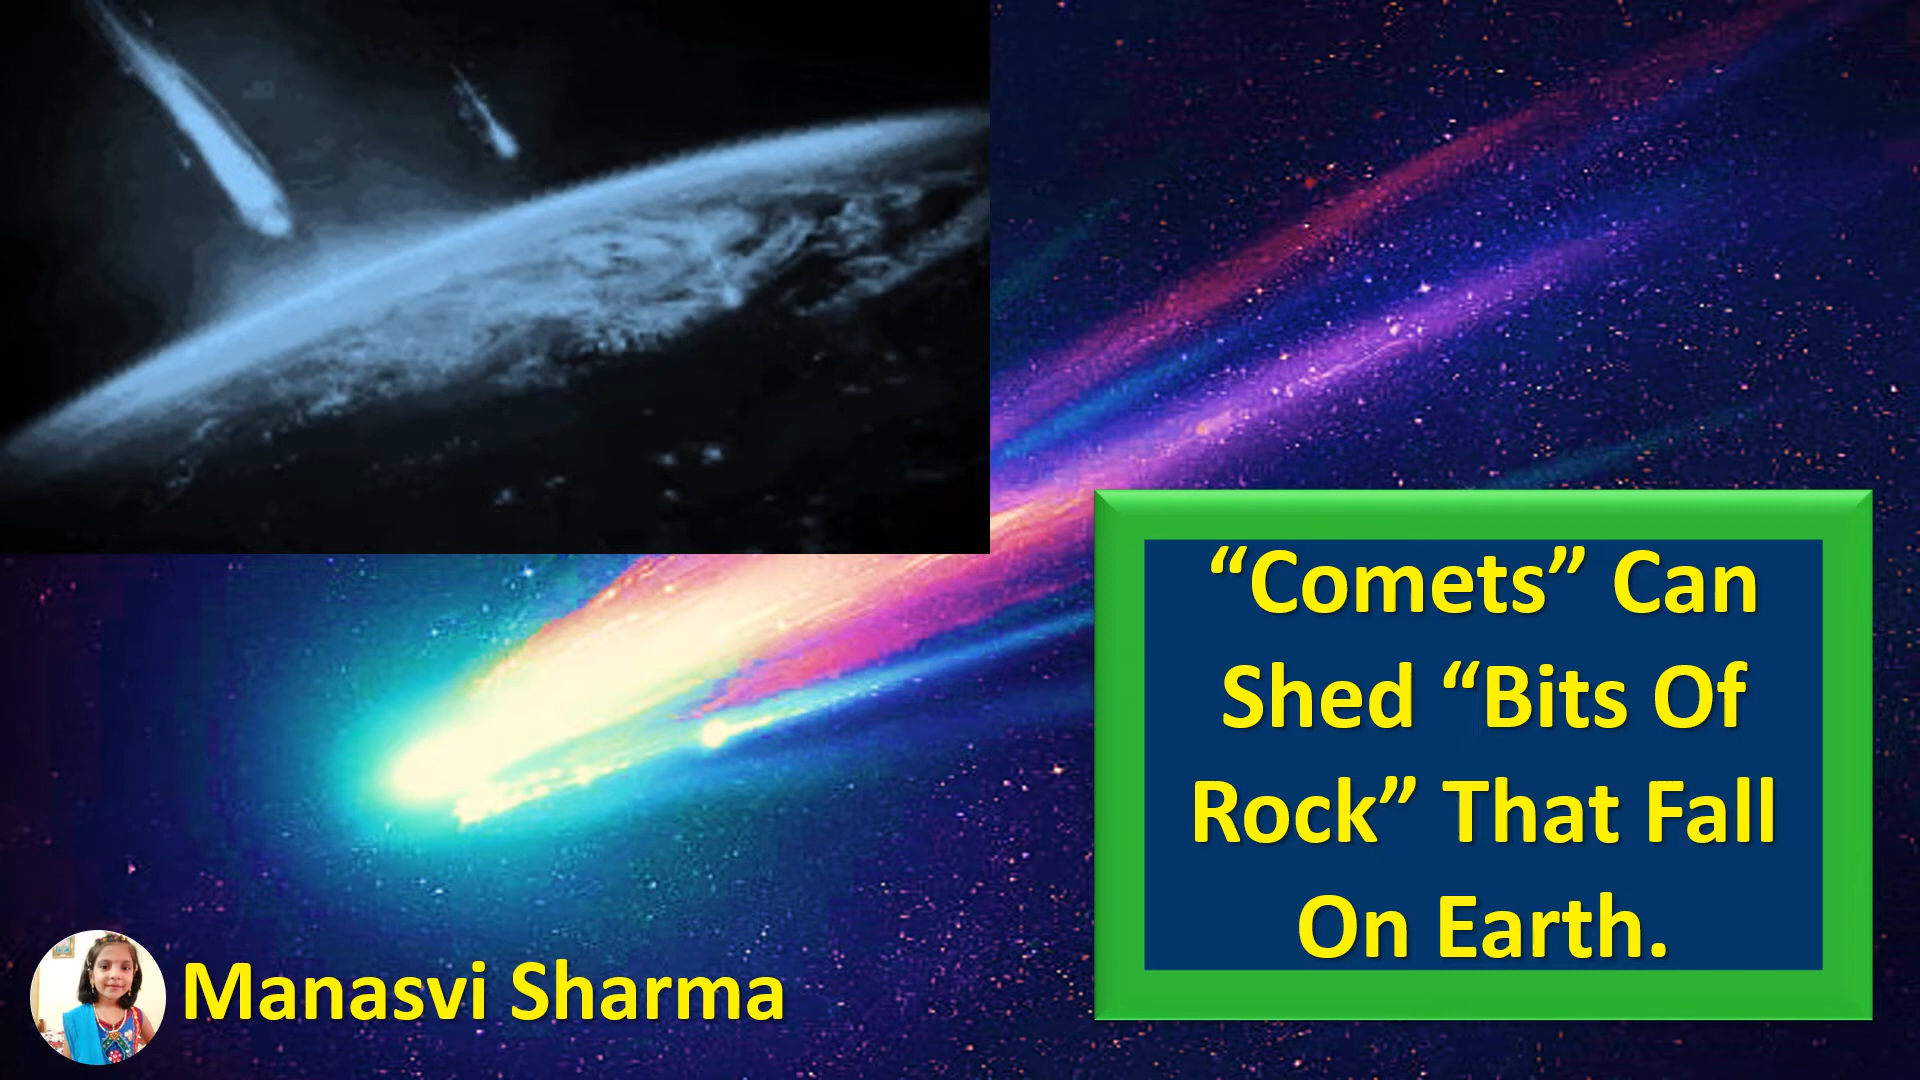 “Comets” Can
Shed “Bits Of
Rock” That Fall
On Earth.
Manasvi Sharma